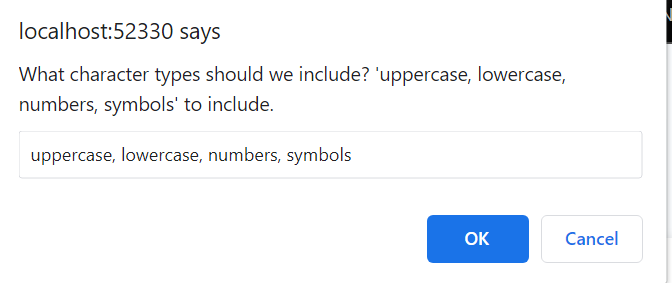 localhost:52330 says
What character types should we include? 'uppercase, lowercase,
numbers, symbols' to include.
uppercase, lowercase, numbers, symbols
OK
Cancel